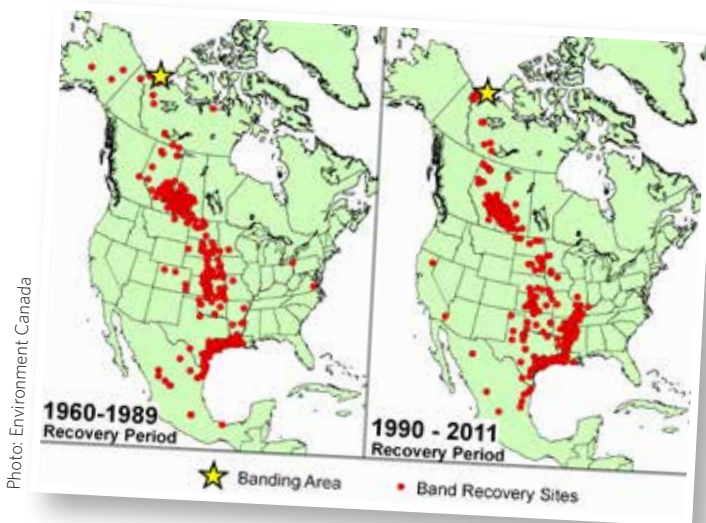 Photo: Environment Canada
1960-1989
Recovery Period
1990 - 2011
Recovery Period
Banding Area
Band Recovery Sites